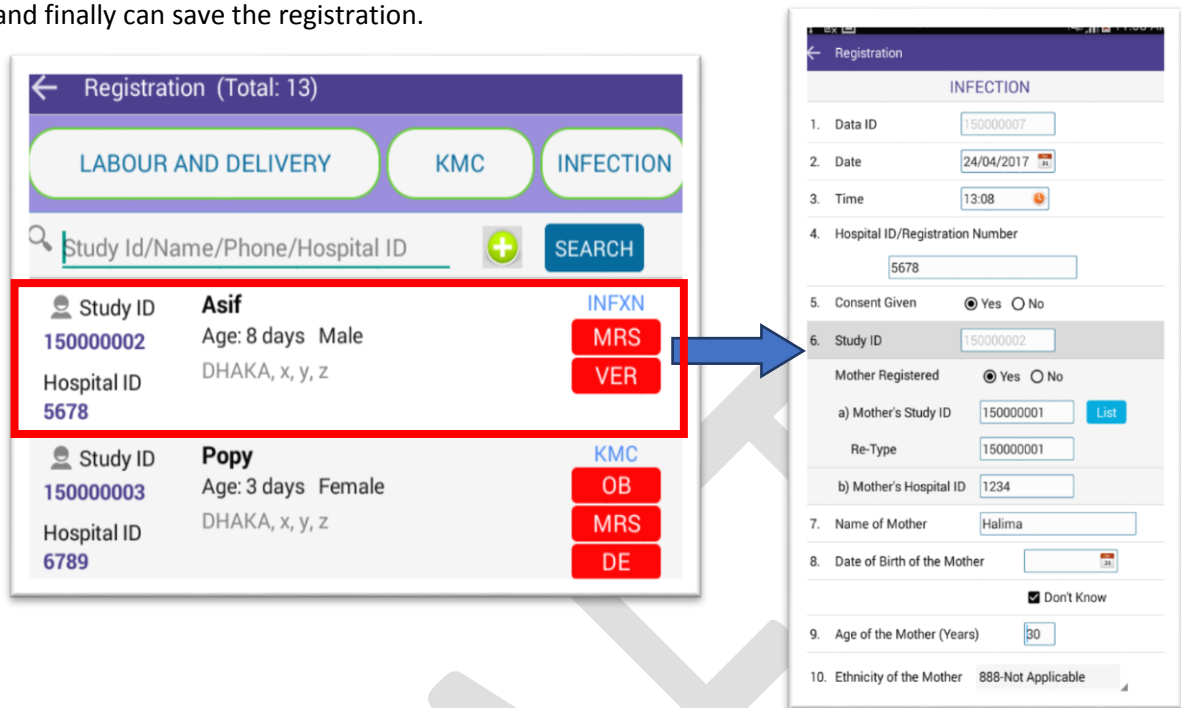 and finally can save the registration.
Registration (Total: 13)
LABOUR AND DELIVERY KMC INFECTION
Study Id/Name/Phone/Hospital ID SEARCH
Study ID Asif INFXN
150000002 Age: 8 days Male MRS
Hospital ID DHAKA, x, y, z VER
5678
Study ID Popy KMC
150000003 Age: 3 days Female OB
Hospital ID DHAKA, x, y, z MRS
6789 DE
Registration
INFECTION
1. Data ID 150000007
2. Date 24/04/2017
3. Time 13:08
4. Hospital ID/Registration Number
5678
5. Consent Given Yes No
6. Study ID 150000002
Mother Registered Yes No
a) Mother's Study ID 150000001 List
Re-Type 150000001
b) Mother's Hospital ID 1234
7. Name of Mother Halima
8. Date of Birth of the Mother
Don't Know
9. Age of the Mother (Years) 30
10. Ethnicity of the Mother 888-Not Applicable